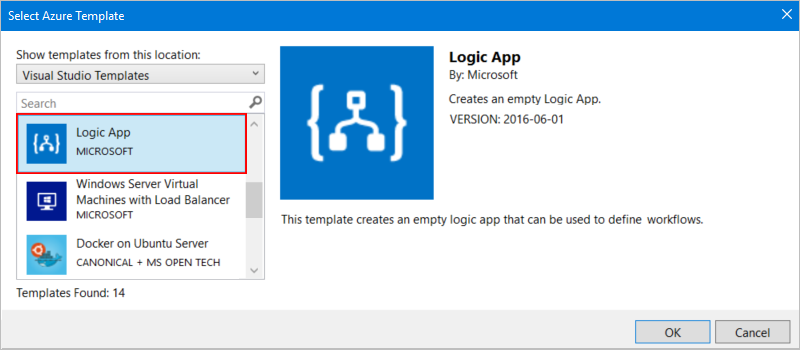 Select Azure Template
Show templates from this location:
Visual Studio Templates
Search
Logic App
MICROSOFT
Windows Server Virtual
Machines with Load Balancer
MICROSOFT
Docker on Ubuntu Server
CANONICAL + MS OPEN TECH
Templates Found: 14
Logic App
By: Microsoft
Creates an empty Logic App.
VERSION: 2016-06-01
This template creates an empty logic app that can be used to define workflows.
OK
Cancel